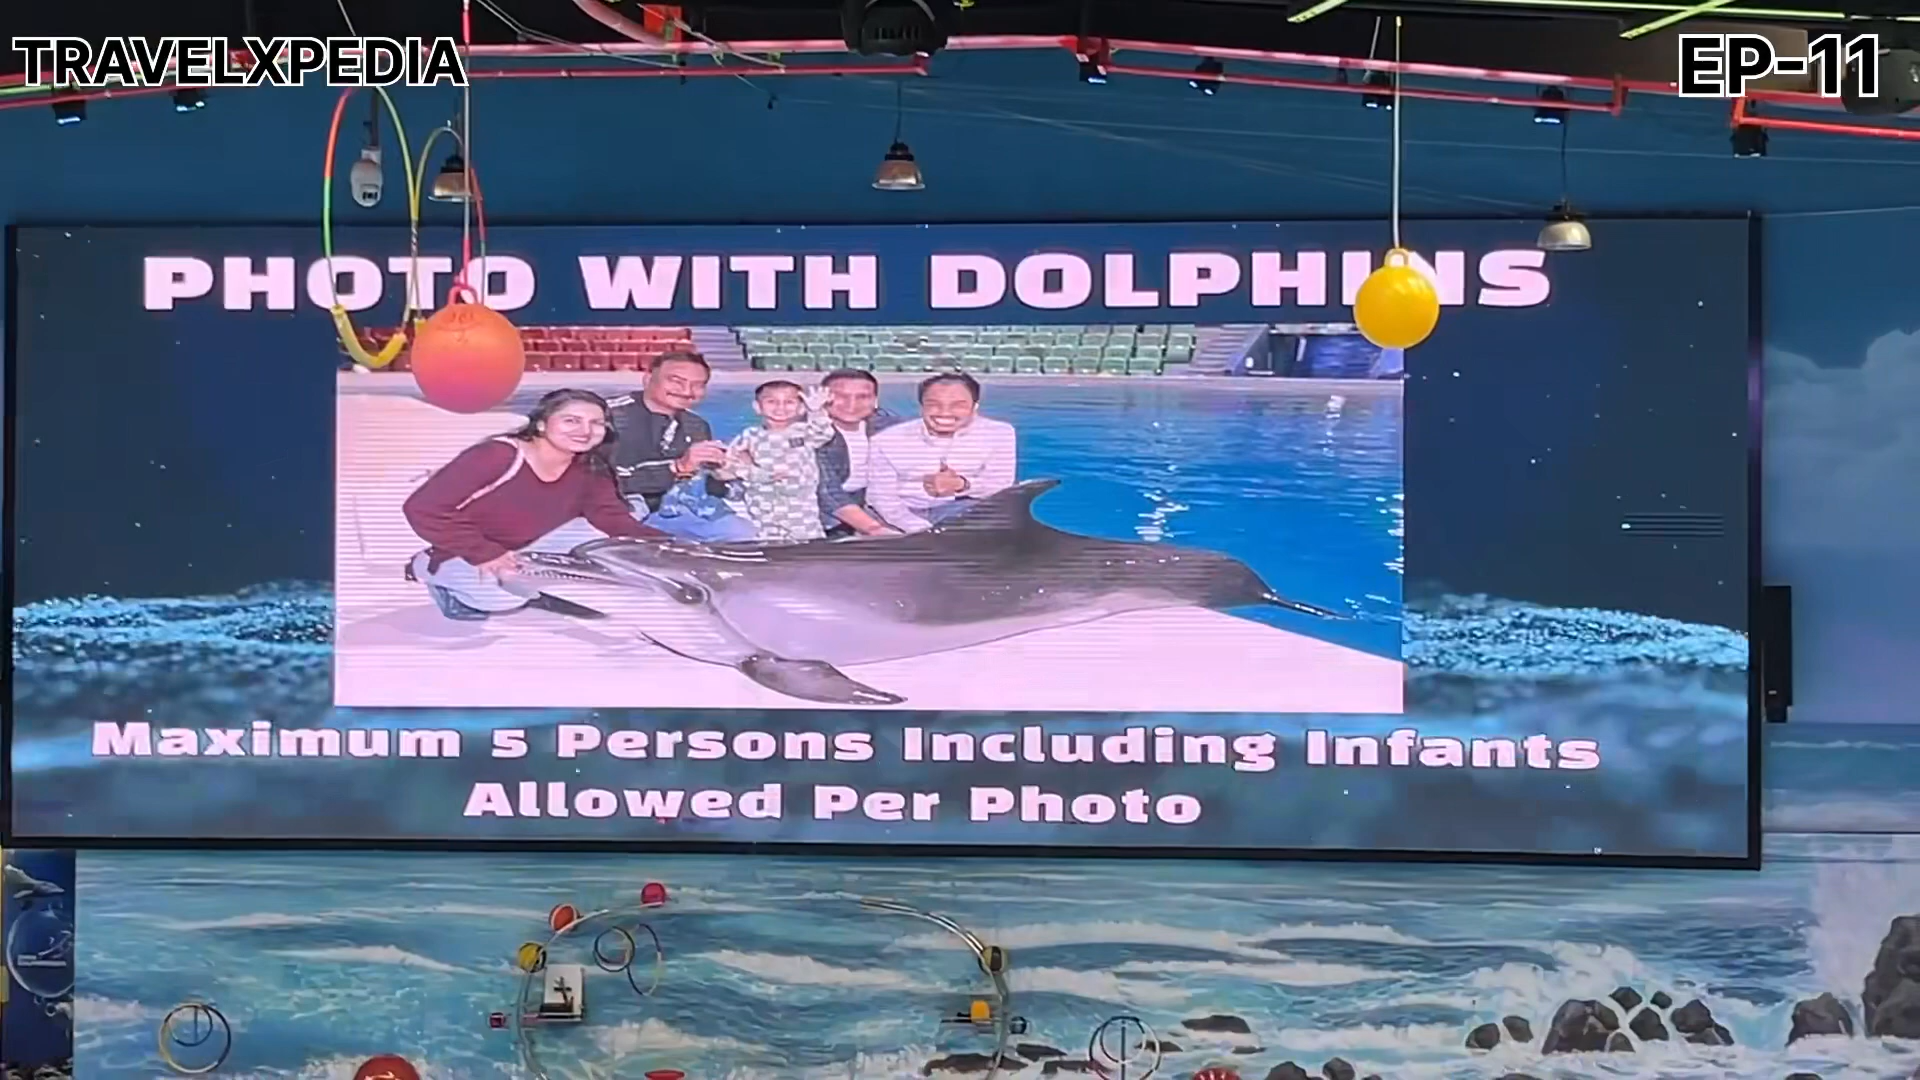 TRAVELXPEDIA
EP-11
PHOTO WITH DOLPHINS
Maximum 5 Persons Including Infants
Allowed Per Photo